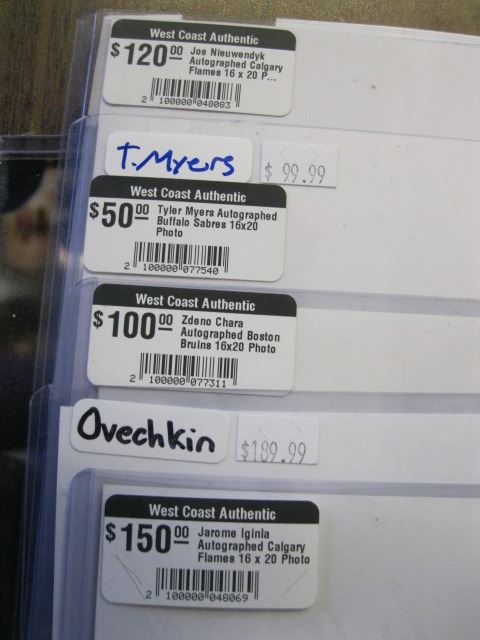 West Coast Authentic
$120.00 Joe Nieuwendyk
Autographed Calgary
Flames 16 x 20 P...
2 100000 048083
T. Myers
$ 99.99
West Coast Authentic
$50.00 Tyler Myers Autographed
Buffalo Sabres 16x20
Photo
2 100000 077540
West Coast Authentic
$100.00 Zdeno Chara
Autographed Boston
Bruins 16x20 Photo
2 100000 077311
Ovechkin
$189.99
West Coast Authentic
$150.00 Jarome Iginla
Autographed Calgary
Flames 16 x 20 Photo
2 100000 048069